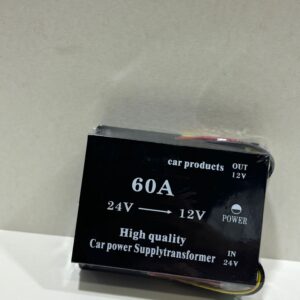 car products
OUT
12V
60A
24V → 12V
POWER
High quality
Car power Supplytransformer
IN
24V